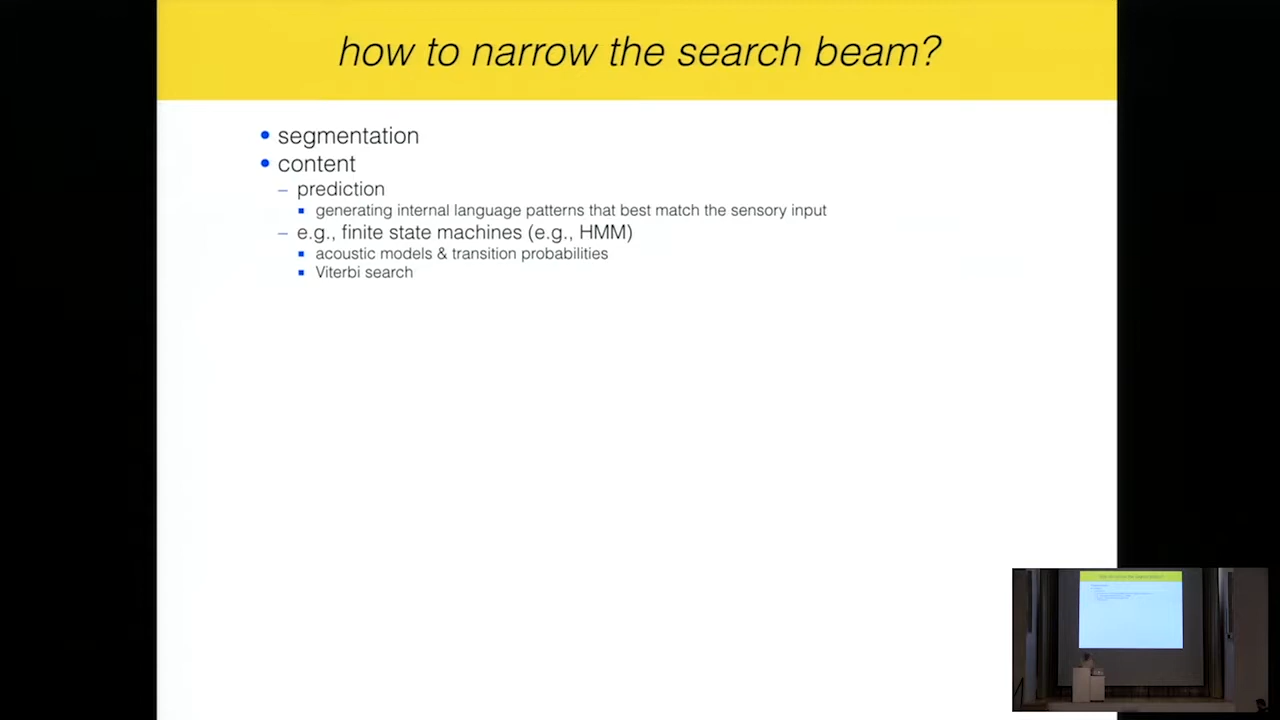 how to narrow the search beam?
• segmentation
• content
– prediction
▪ generating internal language patterns that best match the sensory input
– e.g., finite state machines (e.g., HMM)
▪ acoustic models & transition probabilities
▪ Viterbi search